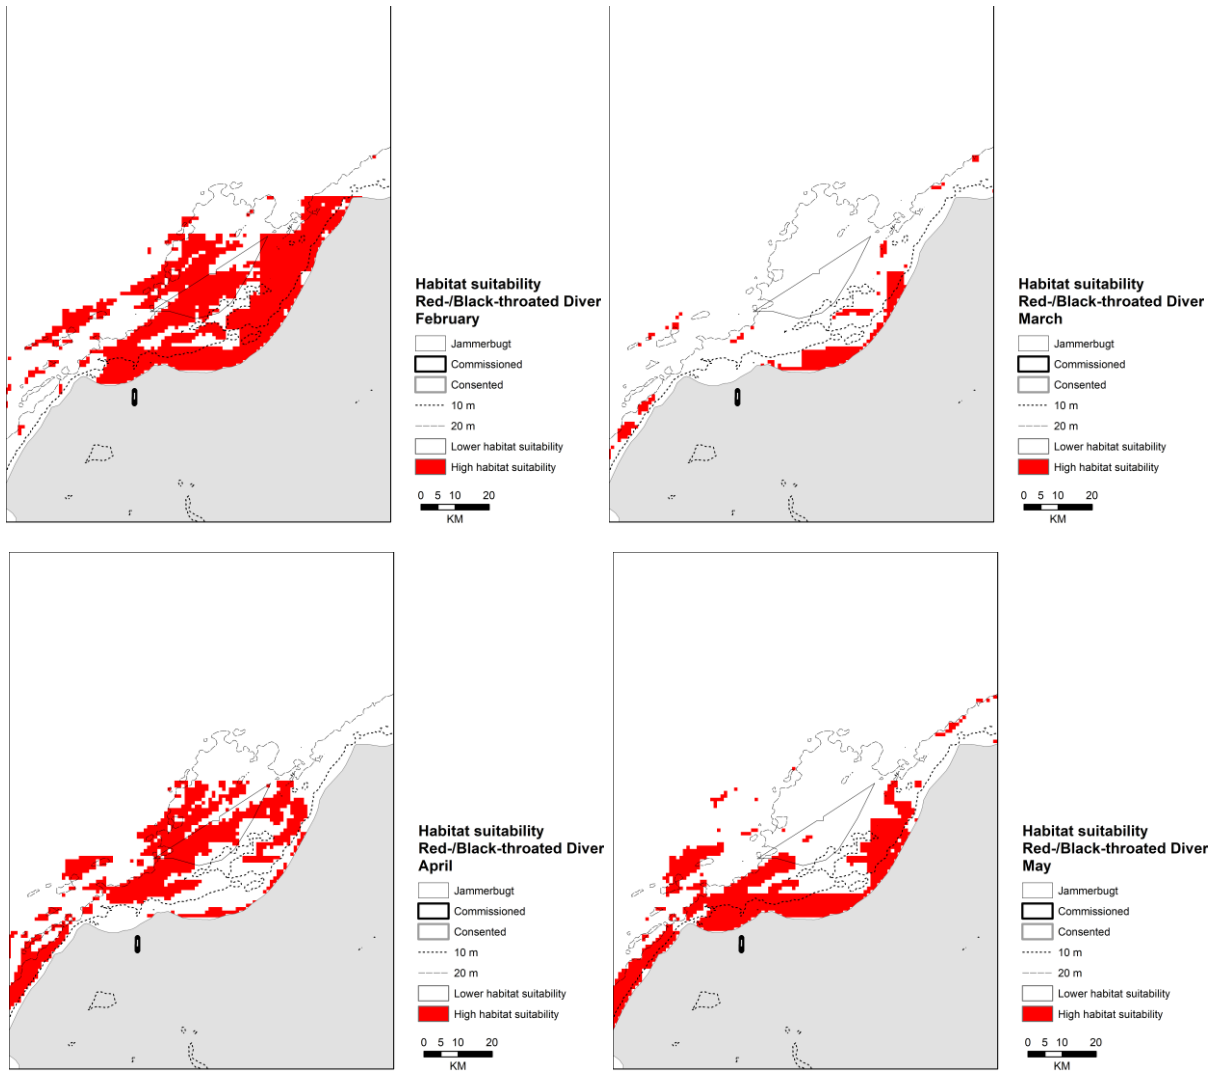 Habitat suitability
Red-/Black-throated Diver
February
Jammerbugt
Commissioned
Consented
10 m
20 m
Lower habitat suitability
High habitat suitability
0 5 10 20
KM
Habitat suitability
Red-/Black-throated Diver
March
Jammerbugt
Commissioned
Consented
10 m
20 m
Lower habitat suitability
High habitat suitability
0 5 10 20
KM
Habitat suitability
Red-/Black-throated Diver
April
Jammerbugt
Commissioned
Consented
10 m
20 m
Lower habitat suitability
High habitat suitability
0 5 10 20
KM
Habitat suitability
Red-/Black-throated Diver
May
Jammerbugt
Commissioned
Consented
10 m
20 m
Lower habitat suitability
High habitat suitability
0 5 10 20
KM